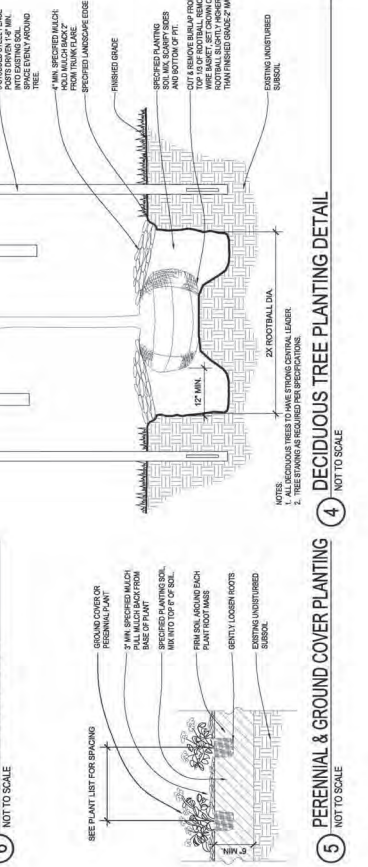 6
NOT TO SCALE
SEE PLANT LIST FOR SPACING
GROUND COVER OR
PERENNIAL PLANT
3" MIN. SPECIFIED MULCH.
PULL MULCH BACK FROM
BASE OF PLANT
SPECIFIED PLANTING SOIL,
MIX INTO TOP 6" OF SOIL.
FIRM SOIL AROUND EACH
PLANT ROOT MASS
GENTLY LOOSEN ROOTS
EXISTING UNDISTURBED
SUBSOIL
6" MIN.
5 PERENNIAL & GROUND COVER PLANTING
NOT TO SCALE
POSTS DRIVEN 1'-6" MIN.
INTO EXISTING SOIL.
SPACE EVENLY AROUND
TREE.
4" MIN. SPECIFIED MULCH;
HOLD MULCH BACK 2"
FROM TRUNK FLARE.
SPECIFIED LANDSCAPE EDGE
FINISHED GRADE
SPECIFIED PLANTING
SOIL MIX, SCARIFY SIDES
AND BOTTOM OF PIT.
CUT & REMOVE BURLAP FRO
TOP 1/3 OF ROOTBALL. REMO
WIRE BASKET, SET CROWN O
ROOTBALL SLIGHTLY HIGHER
THAN FINISHED GRADE-2" MA
EXISTING UNDISTURBED
SUBSOIL
12" MIN.
2X ROOTBALL DIA.
NOTES:
1. ALL DECIDUOUS TREES TO HAVE STRONG CENTRAL LEADER.
2. TREE STAKING AS REQUIRED PER SPECIFICATIONS.
4 DECIDUOUS TREE PLANTING DETAIL
NOT TO SCALE